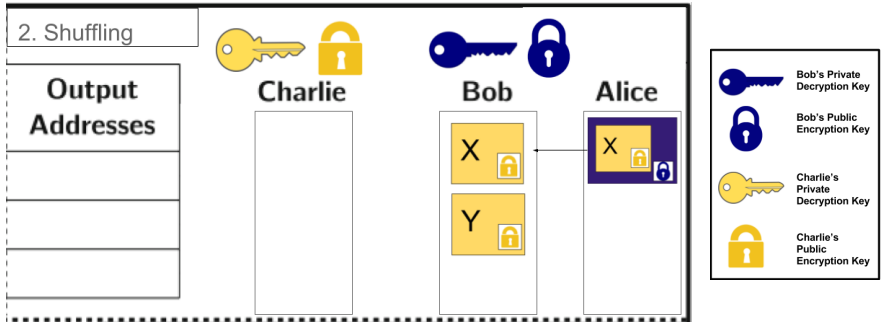 2. Shuffling
Output
Addresses
Charlie
Bob
Alice
X
X
Y
Bob's Private
Decryption Key
Bob's Public
Encryption Key
Charlie's
Private
Decryption Key
Charlie's
Public
Encryption Key